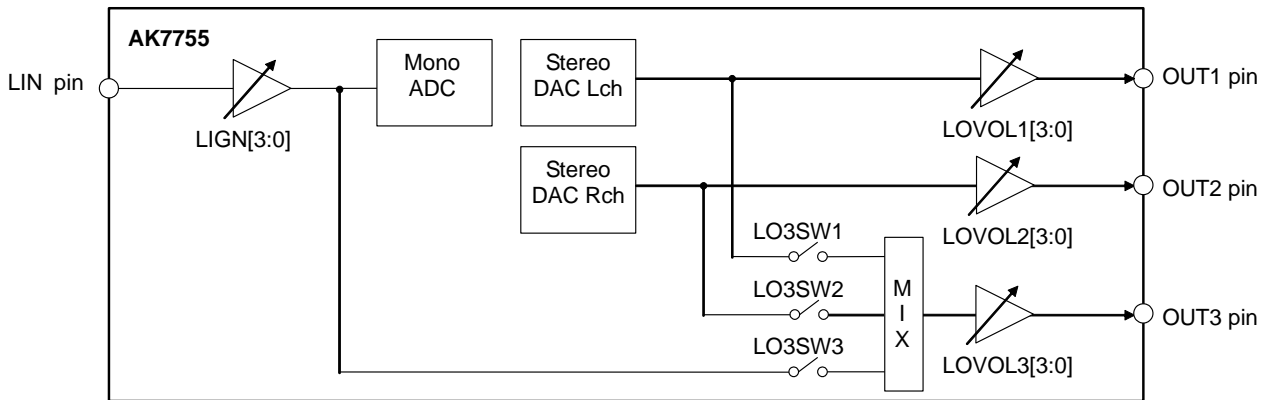 AK7755
LIN pin
LIGN[3:0]
Mono
ADC
Stereo
DAC Lch
Stereo
DAC Rch
LOVOL1[3:0]
OUT1 pin
LOVOL2[3:0]
OUT2 pin
LO3SW1
LO3SW2
LO3SW3
M
I
X
LOVOL3[3:0]
OUT3 pin